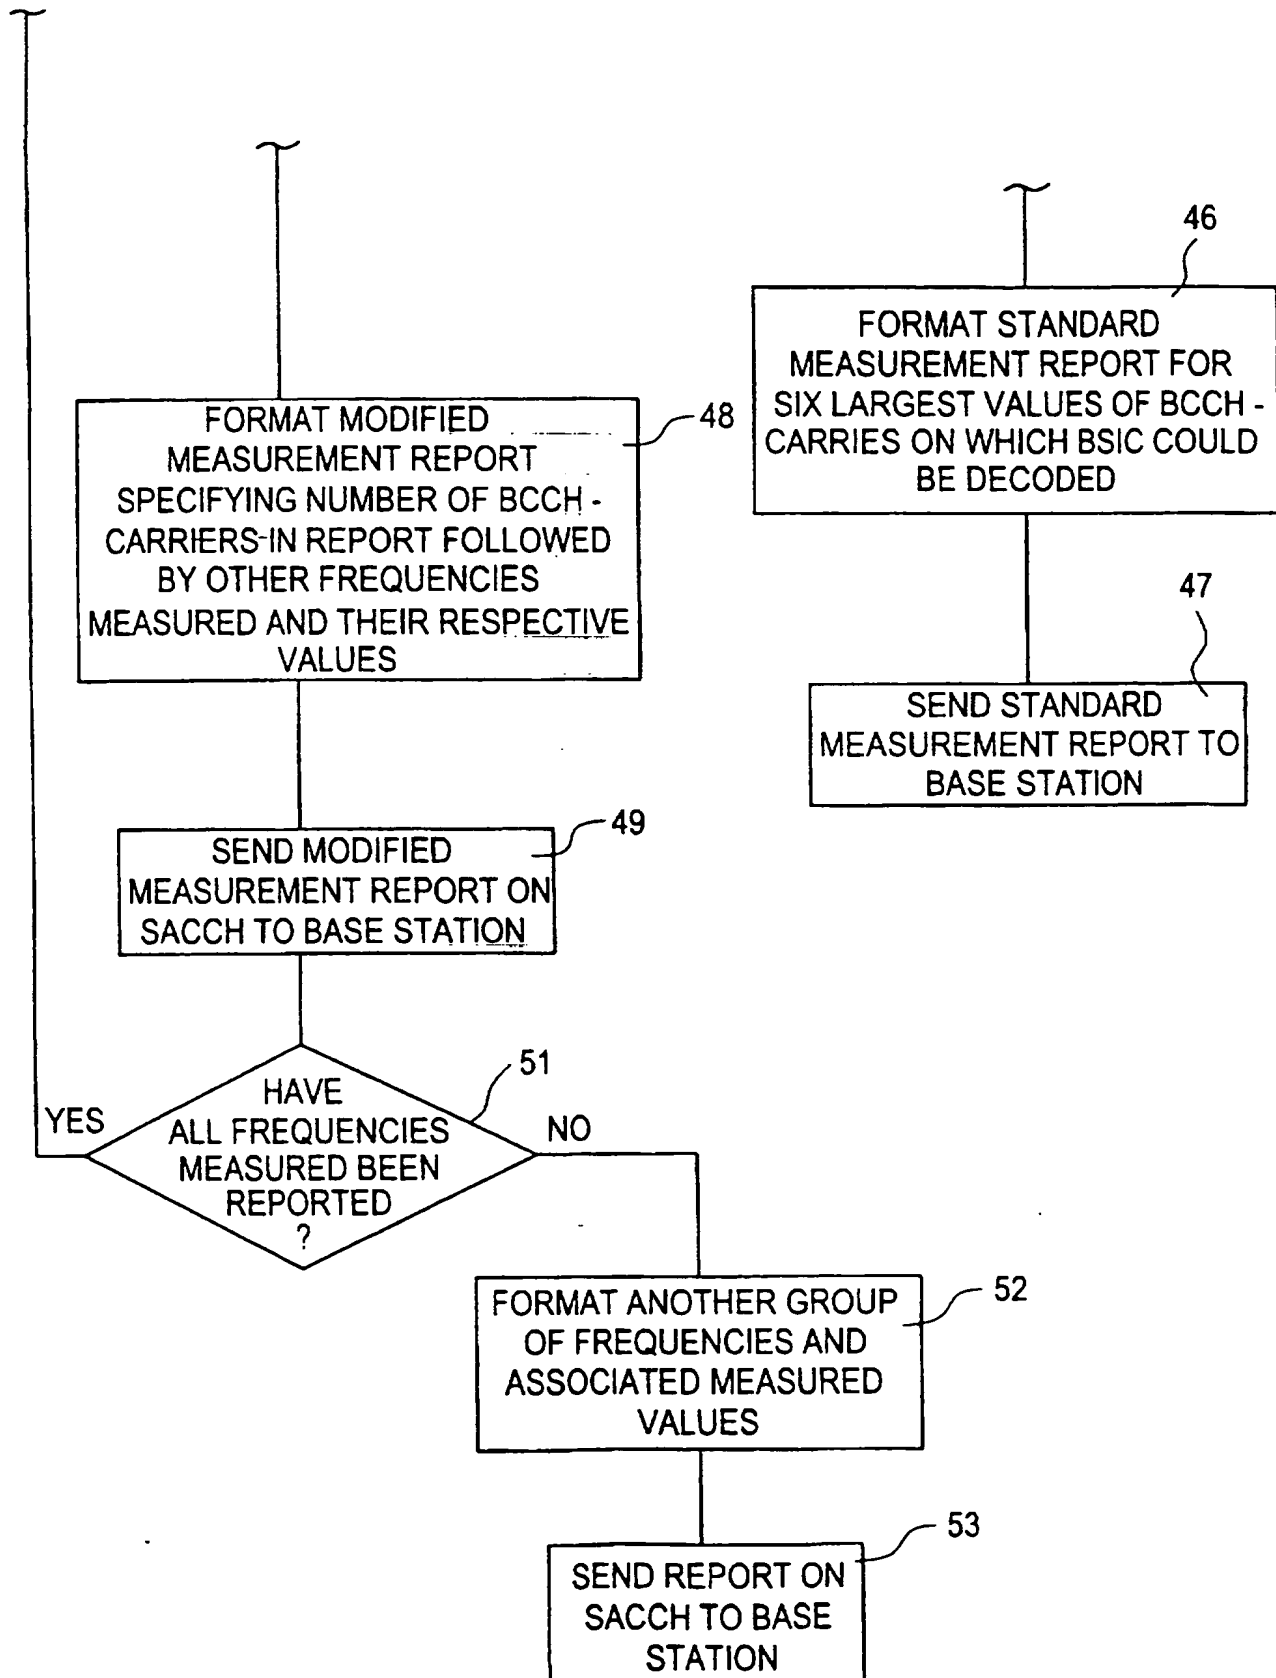 46
FORMAT STANDARD
MEASUREMENT REPORT FOR
SIX LARGEST VALUES OF BCCH -
CARRIES ON WHICH BSIC COULD
BE DECODED
48
FORMAT MODIFIED
MEASUREMENT REPORT
SPECIFYING NUMBER OF BCCH -
CARRIERS-IN REPORT FOLLOWED
BY OTHER FREQUENCIES
MEASURED AND THEIR RESPECTIVE
VALUES
47
SEND STANDARD
MEASUREMENT REPORT TO
BASE STATION
49
SEND MODIFIED
MEASUREMENT REPORT ON
SACCH TO BASE STATION
51
HAVE
ALL FREQUENCIES
MEASURED BEEN
REPORTED
?
YES
NO
52
FORMAT ANOTHER GROUP
OF FREQUENCIES AND
ASSOCIATED MEASURED
VALUES
53
SEND REPORT ON
SACCH TO BASE
STATION